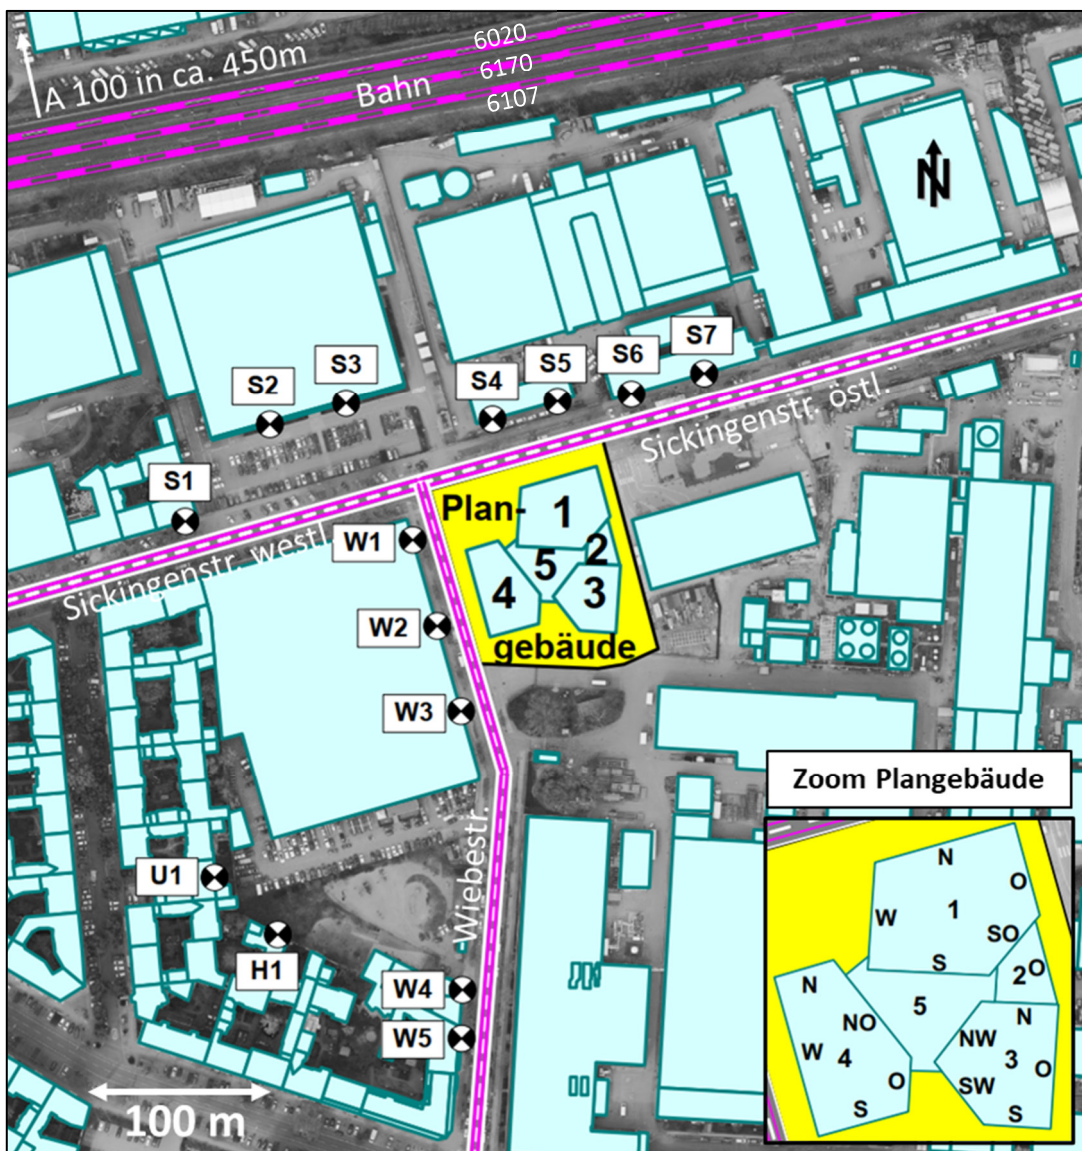 A 100 in ca. 450m
Bahn
6020
6170
6107
N
S1
S2
S3
S4
S5
S6
S7
Sickingenstr. östl.
Sickingenstr. westl.
Plan-
1
2
3
4
5
gebäude
W1
W2
W3
Wiebestr.
U1
H1
W4
W5
100 m
Zoom Plangebäude
N
O
W
1
SO
S
2
O
5
N
NO
W
4
O
S
N
NW
3
O
SW
S